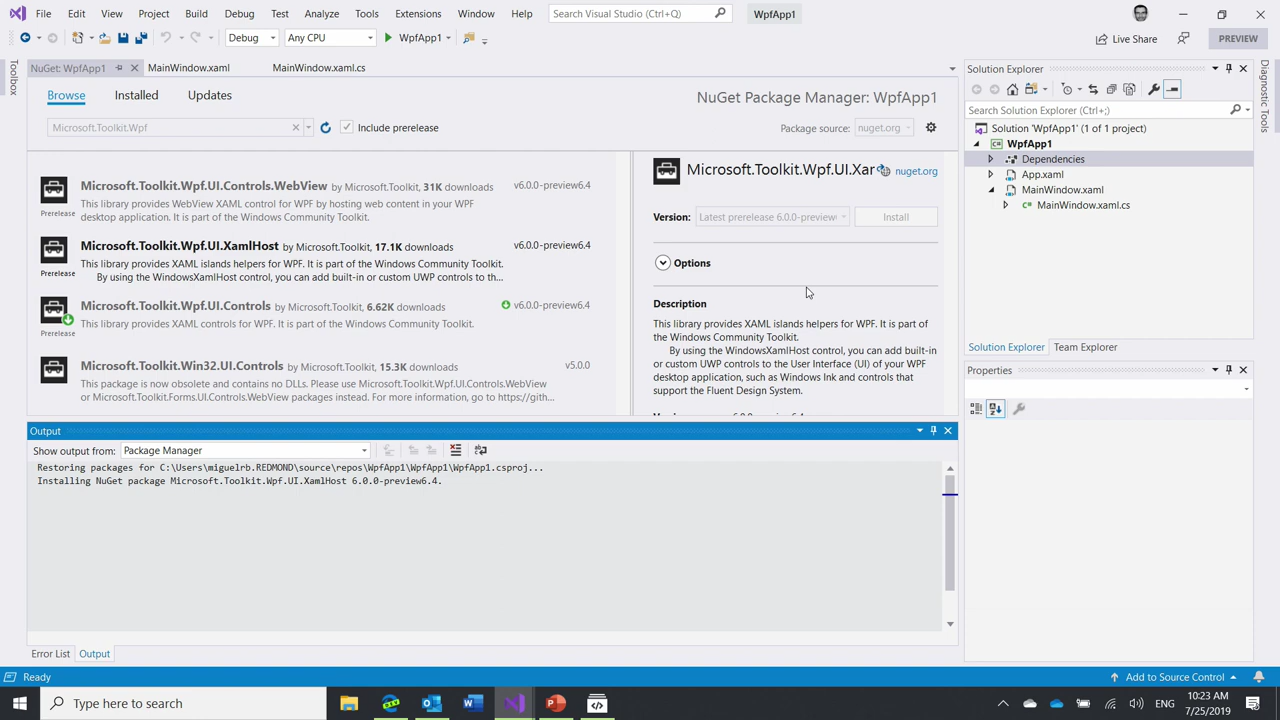 File Edit View Project Build Debug Test Analyze Tools Extensions Window Help Search Visual Studio (Ctrl+Q) WpfApp1
Debug Any CPU WpfApp1 Live Share PREVIEW
Toolbox
NuGet: WpfApp1 MainWindow.xaml MainWindow.xaml.cs
Browse Installed Updates
NuGet Package Manager: WpfApp1
Microsoft.Toolkit.Wpf Include prerelease
Package source: nuget.org
Microsoft.Toolkit.Wpf.UI.Controls.WebView by Microsoft.Toolkit, 31K downloads v6.0.0-preview6.4
This library provides WebView XAML control for WPF by hosting web content in your WPF
desktop application. It is part of the Windows Community Toolkit.
Prerelease
Microsoft.Toolkit.Wpf.UI.XamlHost by Microsoft.Toolkit, 17.1K downloads v6.0.0-preview6.4
This library provides XAML islands helpers for WPF. It is part of the Windows Community Toolkit.
By using the WindowsXamlHost control, you can add built-in or custom UWP controls to th...
Prerelease
Microsoft.Toolkit.Wpf.UI.Controls by Microsoft.Toolkit, 6.62K downloads v6.0.0-preview6.4
This library provides XAML controls for WPF. It is part of the Windows Community Toolkit.
Prerelease
Microsoft.Toolkit.Win32.UI.Controls by Microsoft.Toolkit, 15.3K downloads v5.0.0
This package is now obsolete and contains no DLLs. Please use Microsoft.Toolkit.Wpf.UI.Controls.WebView
or Microsoft.Toolkit.Forms.UI.Controls.WebView packages instead. For more information, go to https://gith...
Microsoft.Toolkit.Wpf.UI.Xar nuget.org
Version: Latest prerelease 6.0.0-preview Install
Options
Description
This library provides XAML islands helpers for WPF. It is part of
the Windows Community Toolkit.
By using the WindowsXamlHost control, you can add built-in
or custom UWP controls to the User Interface (UI) of your WPF
desktop application, such as Windows Ink and controls that
support the Fluent Design System.
Version: 6.0.0-preview6.4
Output
Show output from: Package Manager
Restoring packages for C:\Users\miguelrb.REDMOND\source\repos\WpfApp1\WpfApp1\WpfApp1.csproj...
Installing NuGet package Microsoft.Toolkit.Wpf.UI.XamlHost 6.0.0-preview6.4.
Error List Output
Solution Explorer
Search Solution Explorer (Ctrl+;)
Solution 'WpfApp1' (1 of 1 project)
WpfApp1
Dependencies
App.xaml
MainWindow.xaml
MainWindow.xaml.cs
Solution Explorer Team Explorer
Properties
Diagnostic Tools
Ready Add to Source Control
Type here to search ENG 10:23 AM
7/25/2019